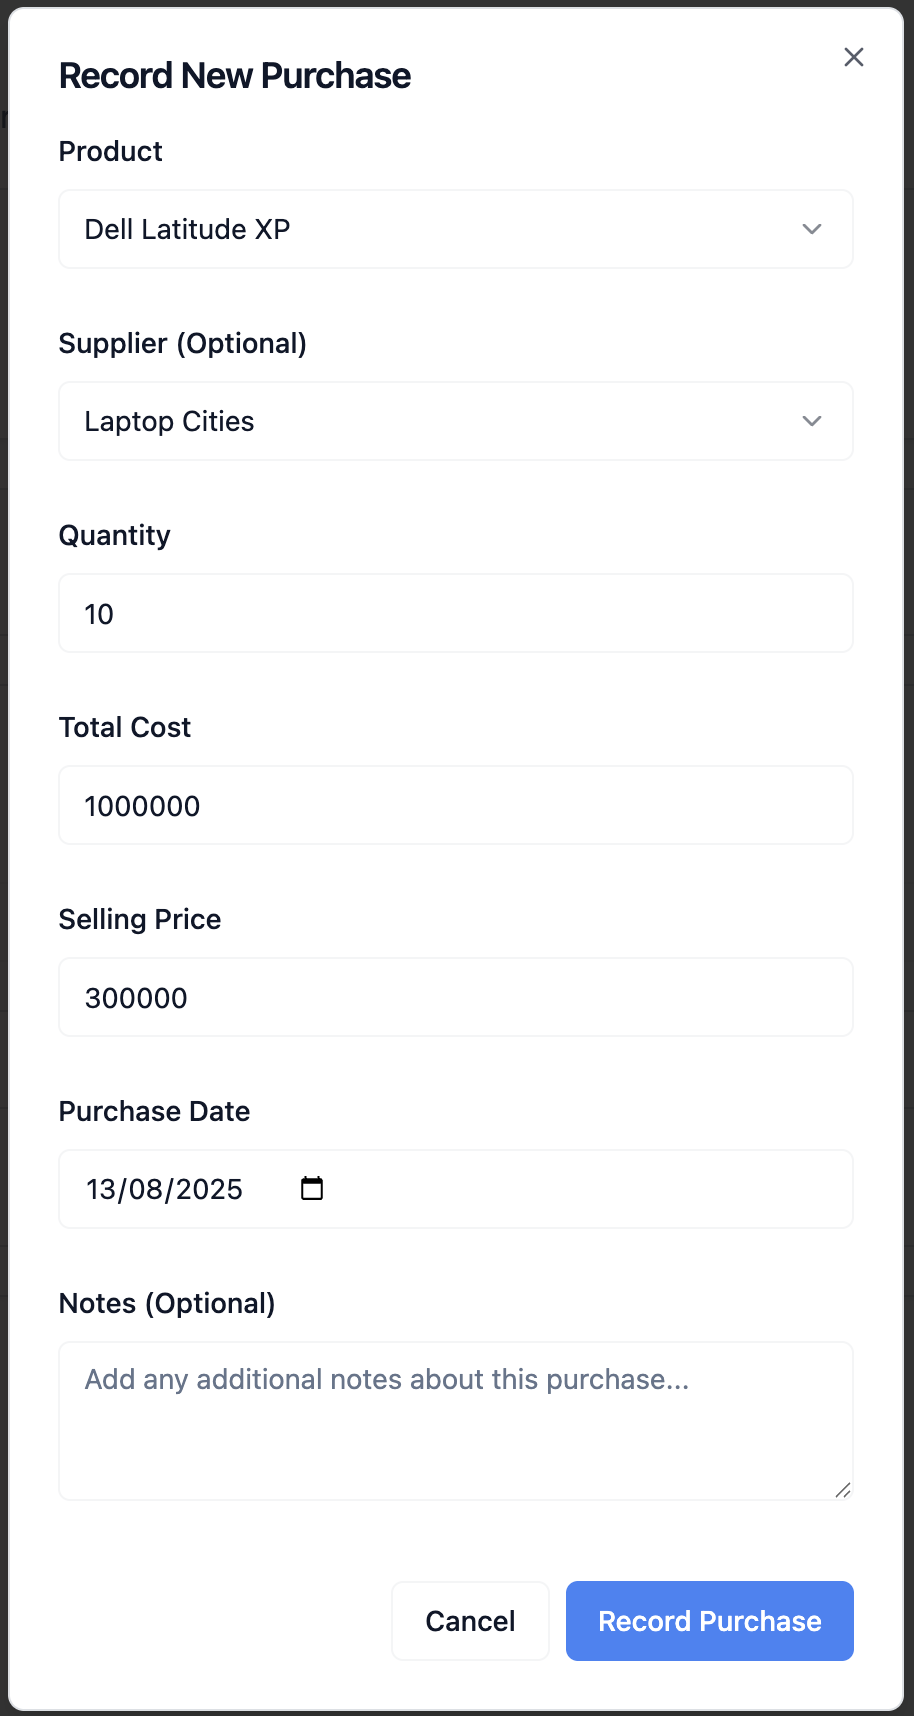 Record New Purchase
Product
Dell Latitude XP
Supplier (Optional)
Laptop Cities
Quantity
10
Total Cost
1000000
Selling Price
300000
Purchase Date
13/08/2025
Notes (Optional)
Add any additional notes about this purchase...
Cancel
Record Purchase